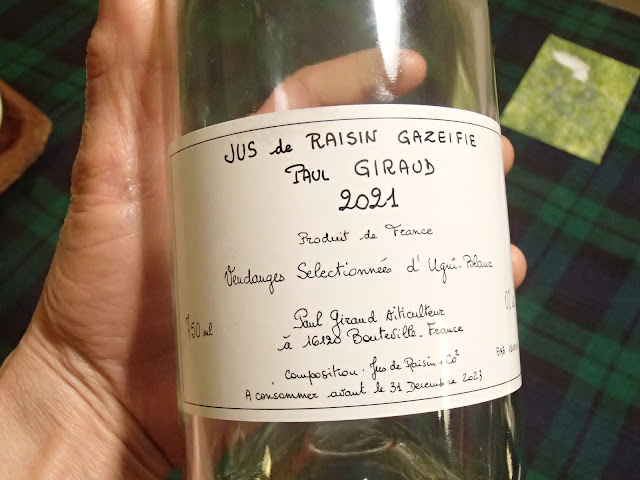 JUS de RAISIN GAZEIFIE
PAUL GIRAUD
2021
Produit de France
Vendanges Selectionnées d'Ugni-Blanc
750 ml
Paul Giraud Viticulteur
à 16120 Bouteville-France
Composition. Jus de Raisin + Co²
A consommer avant le 31 Decembre 2023